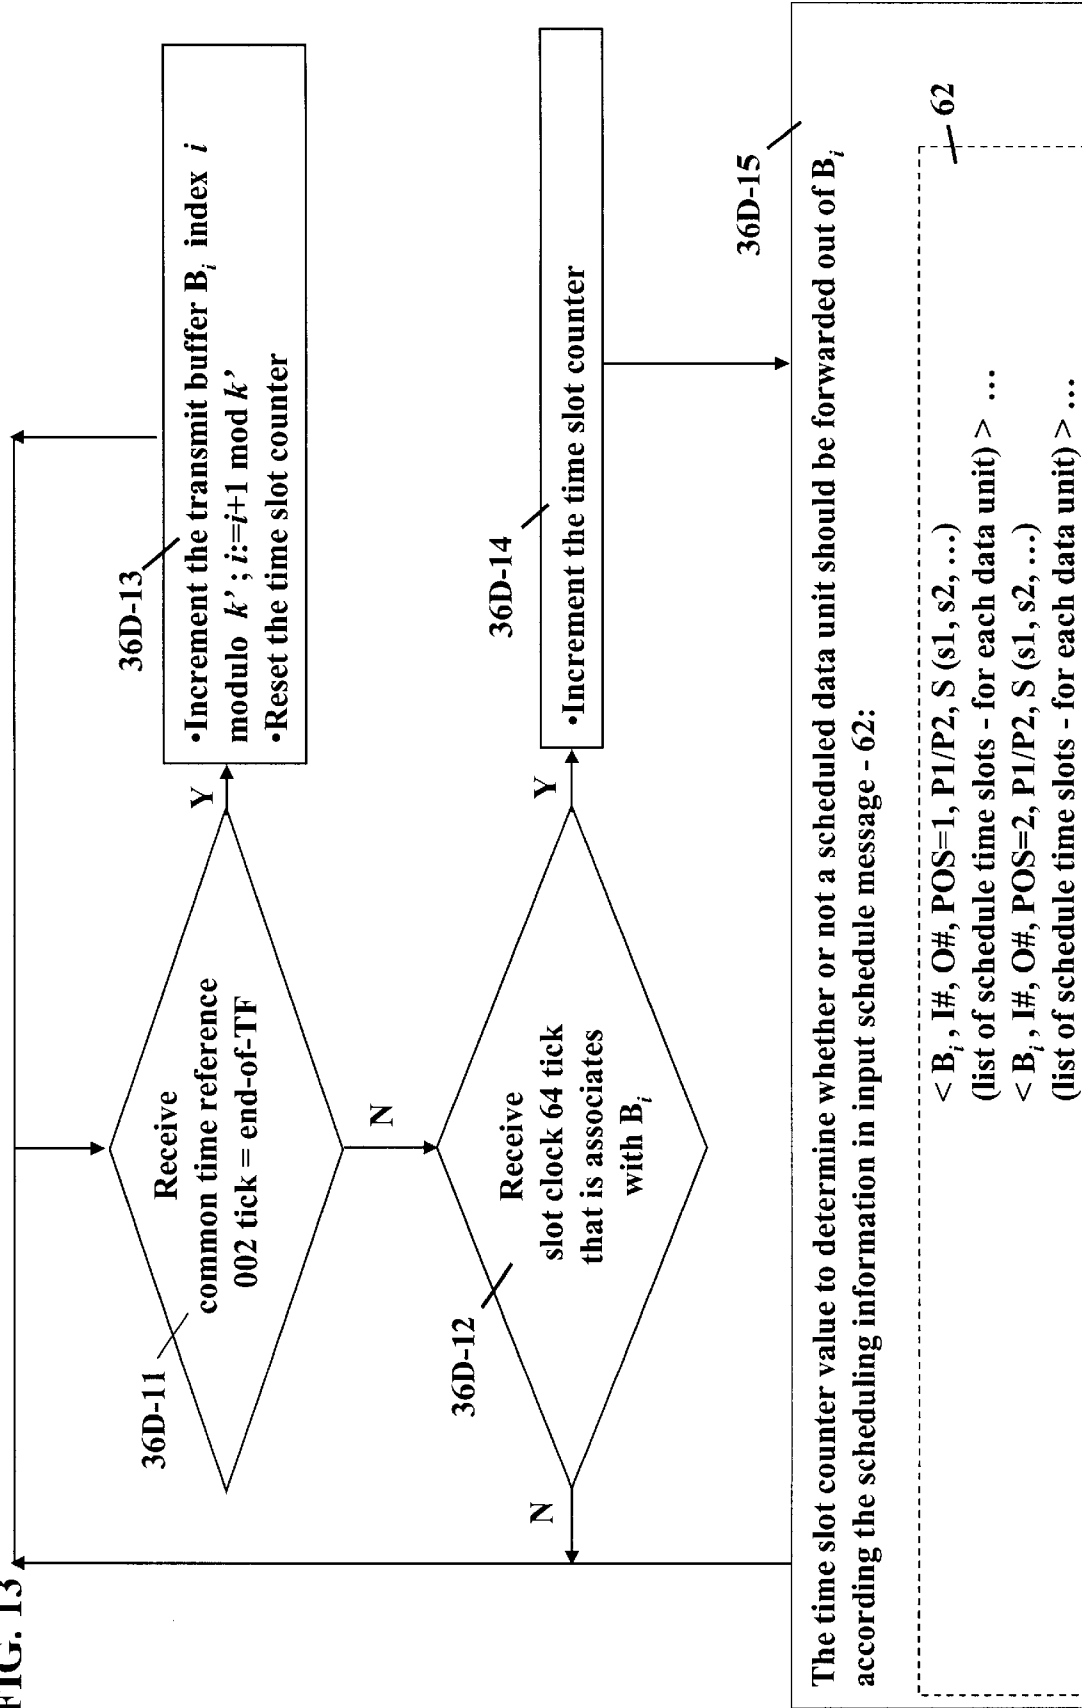 FIG. 13
36D-11
Receive
common time reference
002 tick = end-of-TF
Y
N
36D-13
•Increment the transmit buffer Bi index i
modulo k’ ; i:=i+1 mod k’
•Reset the time slot counter
36D-12
Receive
slot clock 64 tick
that is associates
with Bi
N
Y
36D-14
•Increment the time slot counter
36D-15
The time slot counter value to determine whether or not a scheduled data unit should be forwarded out of Bi
according the scheduling information in input schedule message - 62:
62
< Bi , I#, O#, POS=1, P1/P2, S (s1, s2, …)
(list of schedule time slots - for each data unit) > …
< Bi , I#, O#, POS=2, P1/P2, S (s1, s2, …)
(list of schedule time slots - for each data unit) > …